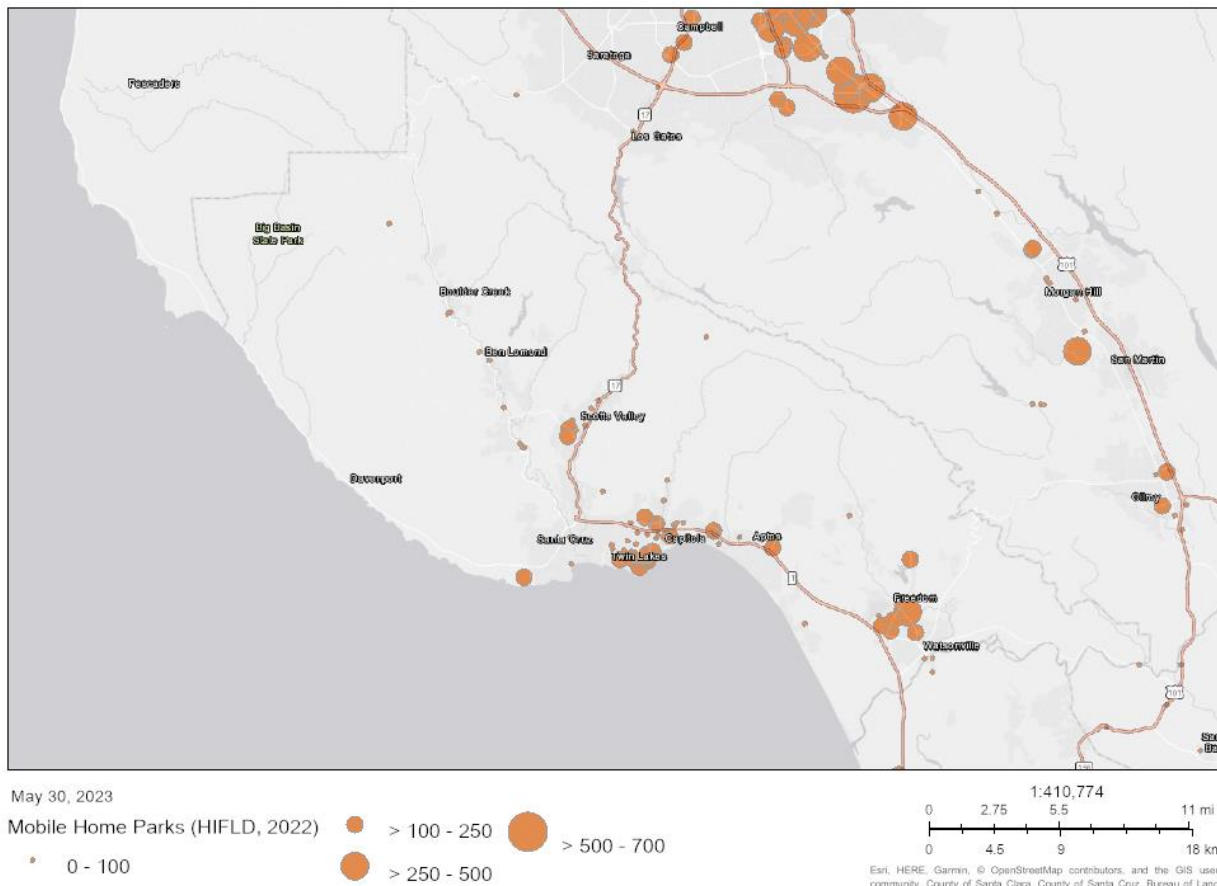 Campbell
Saratoga
Pescadero
17
Los Gatos
Big Basin
State Park
101
Morgan Hill
Boulder Creek
Ben Lomond
San Martin
17
Scotts Valley
Davenport
Gilroy
Santa Cruz
Capitola
Aptos
Twin Lakes
1
Freedom
Watsonville
101
156
May 30, 2023
Mobile Home Parks (HIFLD, 2022)
0 - 100
> 100 - 250
> 250 - 500
> 500 - 700
1:410,774
0 2.75 5.5 11 mi
0 4.5 9 18 km
Esri, HERE, Garmin, © OpenStreetMap contributors, and the GIS user
community, County of Santa Clara, County of Santa Cruz, Bureau of Land